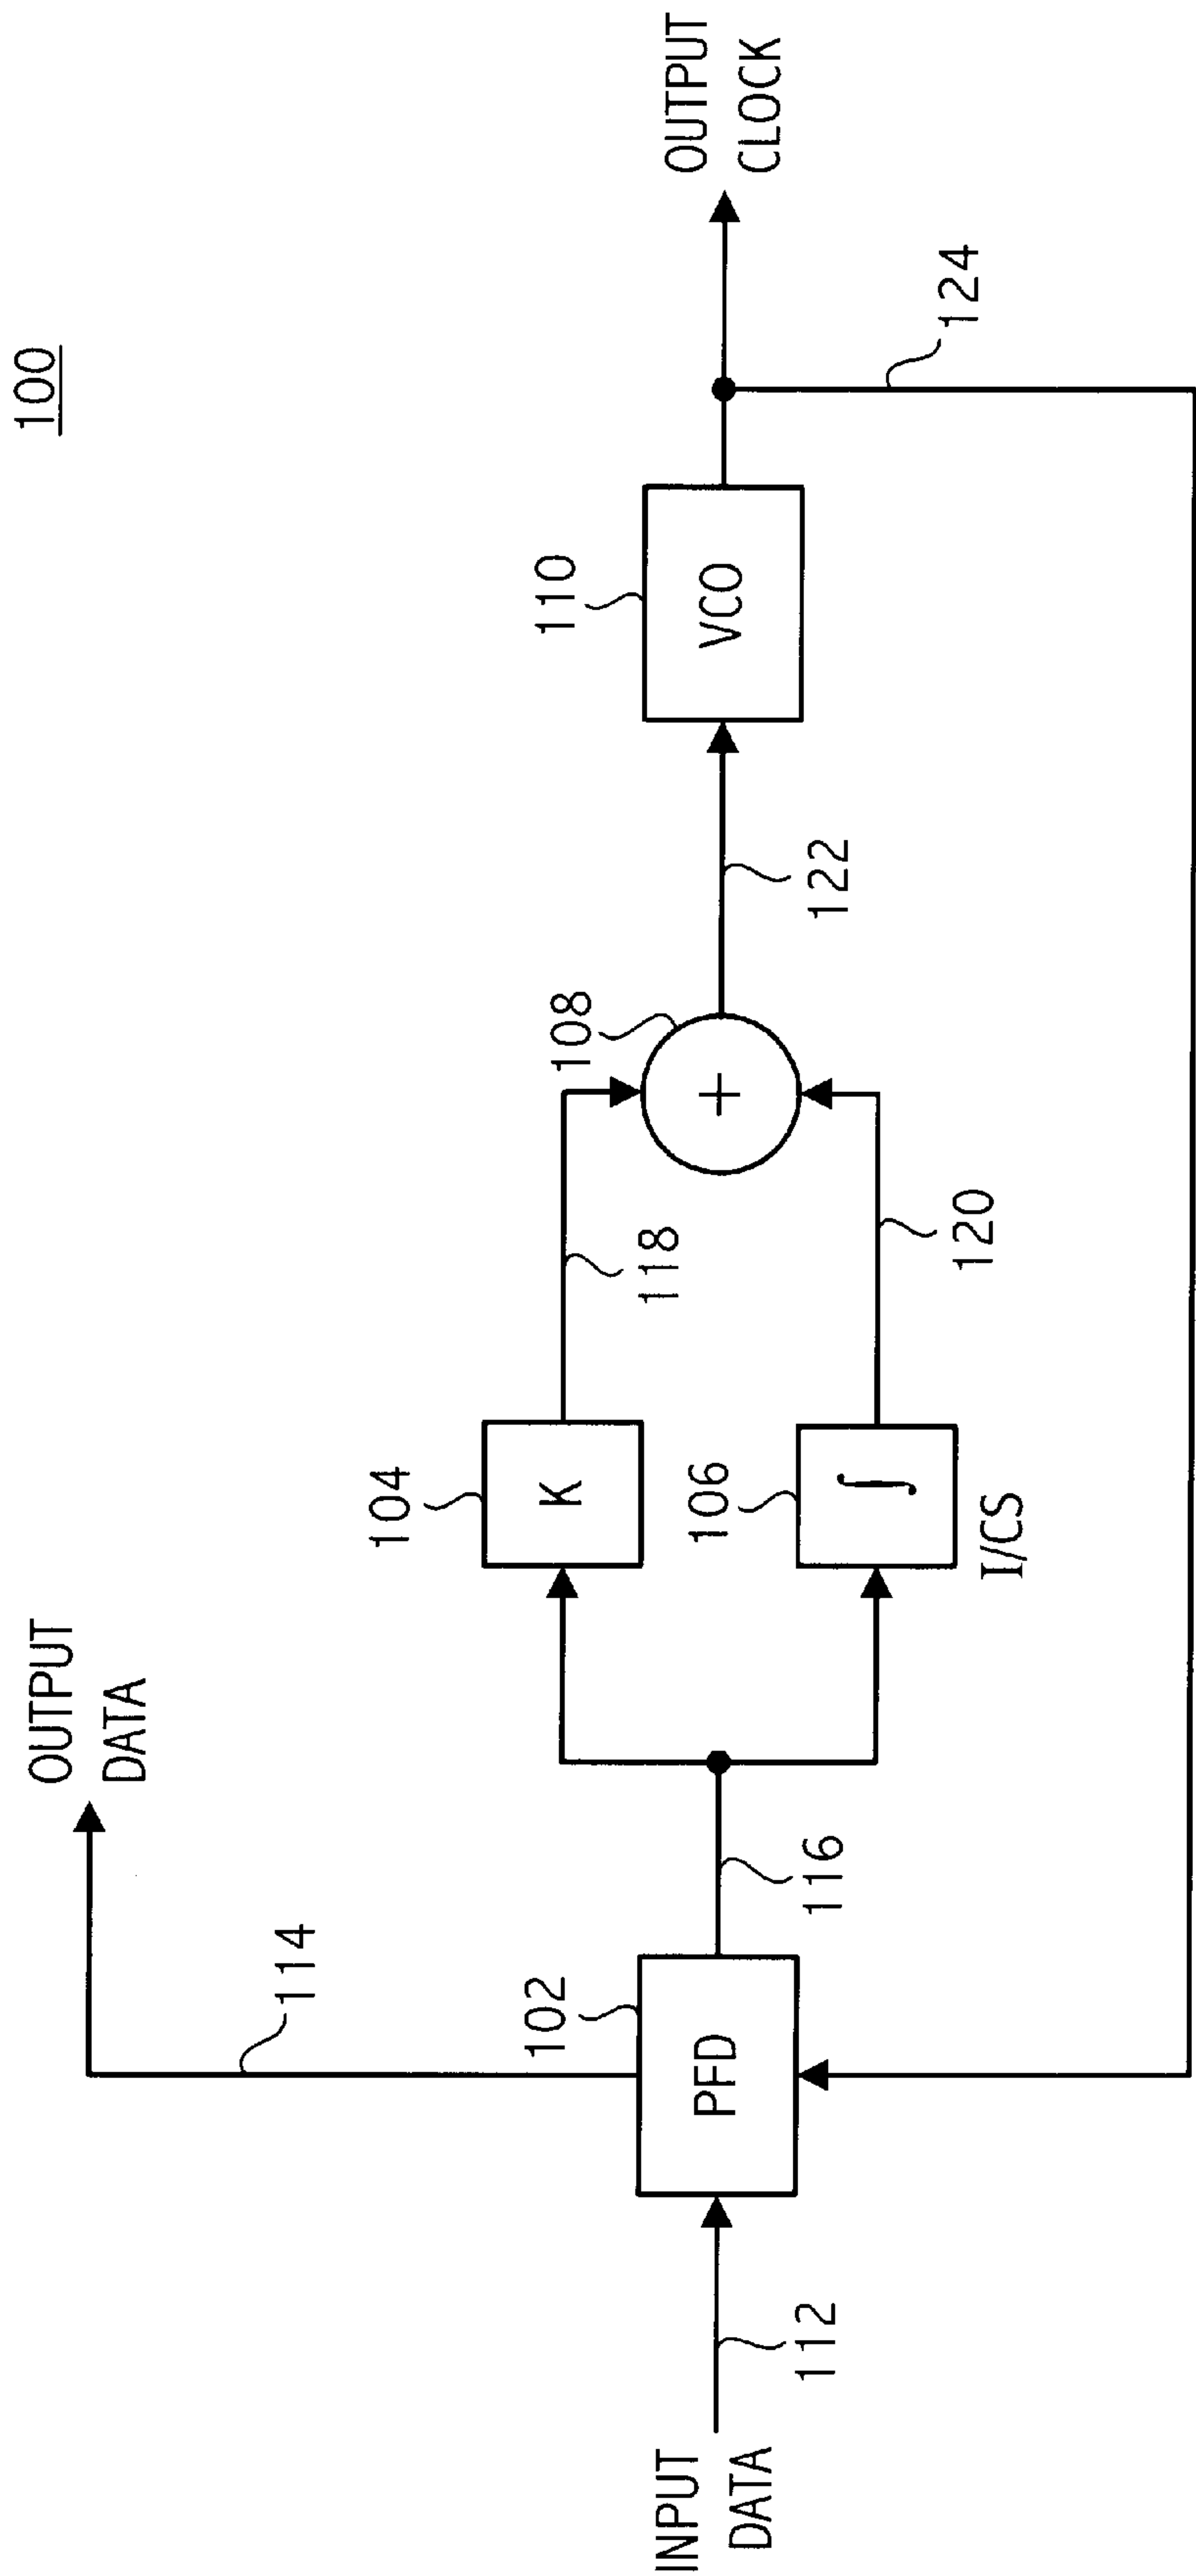 100
OUTPUT
DATA
114
102
PFD
INPUT
DATA
112
116
104
K
106
∫
I/CS
118
120
108
+
122
110
VCO
OUTPUT
CLOCK
124